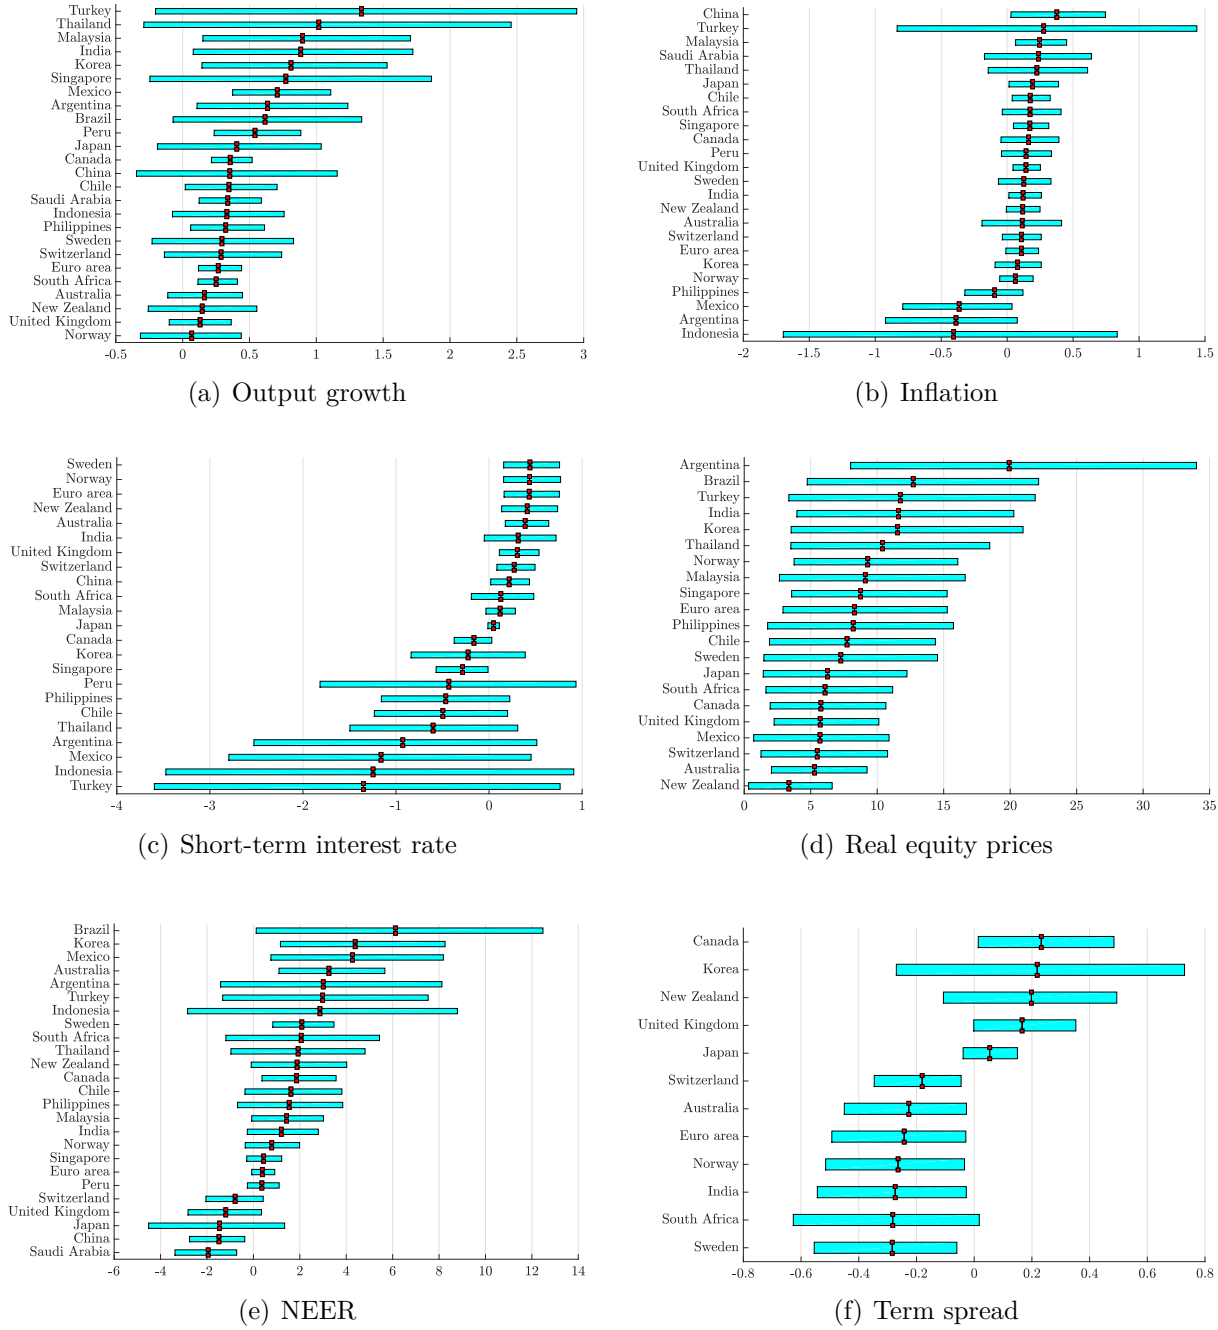 Turkey
Thailand
Malaysia
India
Korea
Singapore
Mexico
Argentina
Brazil
Peru
Japan
Canada
China
Chile
Saudi Arabia
Indonesia
Philippines
Sweden
Switzerland
Euro area
South Africa
Australia
New Zealand
United Kingdom
Norway
-0.5 0 0.5 1 1.5 2 2.5 3
(a) Output growth
China
Turkey
Malaysia
Saudi Arabia
Thailand
Japan
Chile
South Africa
Singapore
Canada
Peru
United Kingdom
Sweden
India
New Zealand
Australia
Switzerland
Euro area
Korea
Norway
Philippines
Mexico
Argentina
Indonesia
-2 -1 -0.5 0 0.5 1 1.5
(b) Inflation
Sweden
Norway
Euro area
New Zealand
Australia
India
United Kingdom
Switzerland
China
South Africa
Malaysia
Japan
Canada
Korea
Singapore
Peru
Philippines
Chile
Thailand
Argentina
Mexico
Indonesia
Turkey
-4 -3 -2 -1 0 1
(c) Short-term interest rate
Argentina
Brazil
Turkey
India
Korea
Thailand
Norway
Malaysia
Singapore
Euro area
Philippines
Chile
Sweden
Japan
South Africa
Canada
United Kingdom
Mexico
Switzerland
Australia
New Zealand
0 5 10 15 20 25 30 35
(d) Real equity prices
Brazil
Korea
Mexico
Australia
Argentina
Turkey
Indonesia
Sweden
South Africa
Thailand
New Zealand
Canada
Chile
Philippines
Malaysia
India
Norway
Singapore
Euro area
Peru
Switzerland
United Kingdom
Japan
China
Saudi Arabia
-6 -4 -2 0 2 4 6 8 10 12 14
(e) NEER
Canada
Korea
New Zealand
United Kingdom
Japan
Switzerland
Australia
Euro area
Norway
India
South Africa
Sweden
-0.8 -0.6 -0.4 -0.2 0 0.2 0.4 0.6 0.8
(f) Term spread